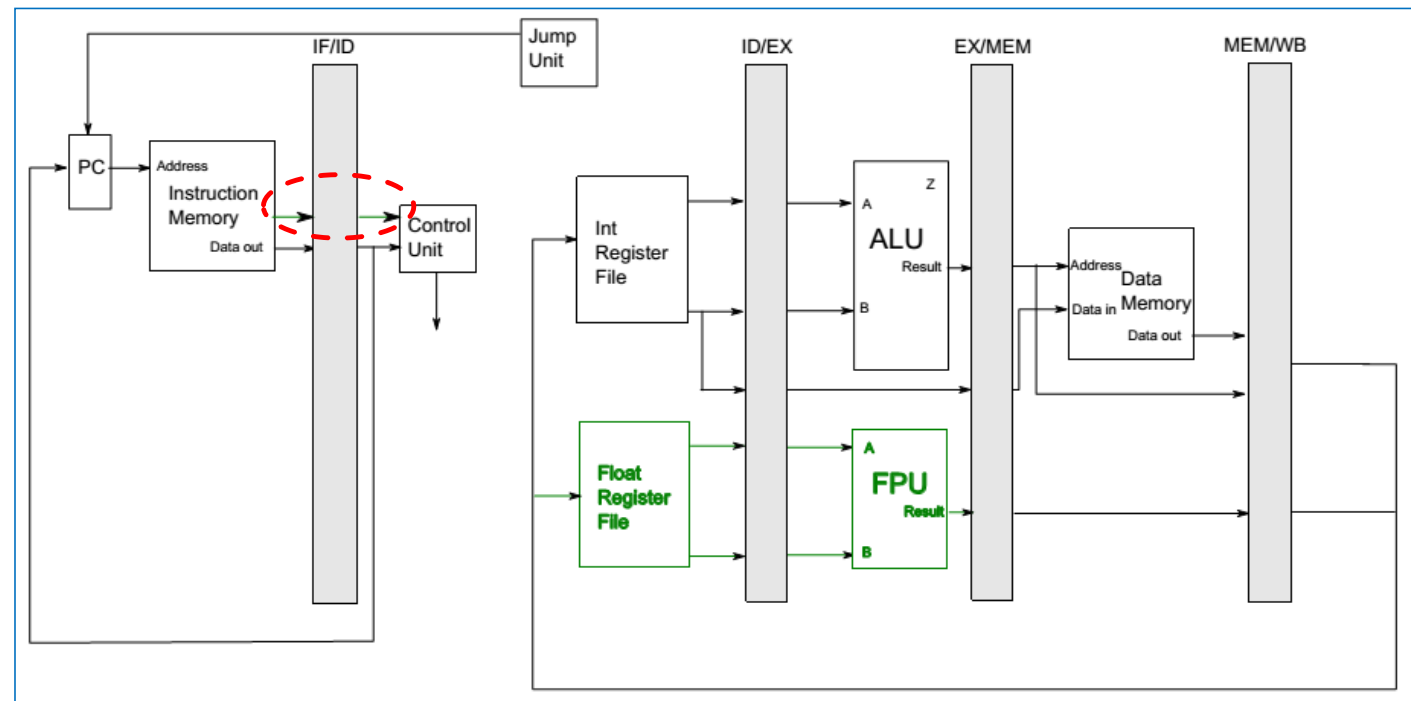 Jump
Unit
IF/ID
ID/EX
EX/MEM
MEM/WB
PC
Address
Instruction
Memory
Data out
Control
Unit
Int
Register
File
Z
A
ALU
Result
B
Address
Data
Memory
Data in
Data out
Float
Register
File
A
FPU
Result
B